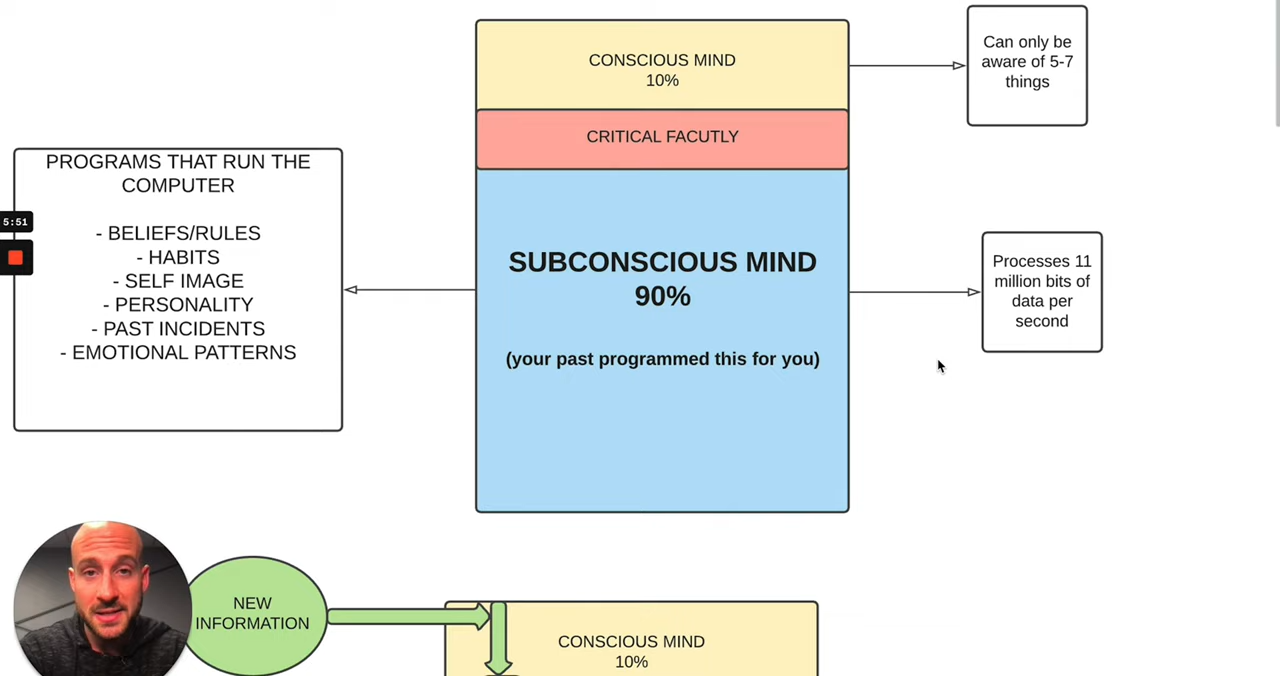 CONSCIOUS MIND
10%
Can only be
aware of 5-7
things
CRITICAL FACUTLY
PROGRAMS THAT RUN THE
COMPUTER
- BELIEFS/RULES
- HABITS
- SELF IMAGE
- PERSONALITY
- PAST INCIDENTS
- EMOTIONAL PATTERNS
5:51
SUBCONSCIOUS MIND
90%
(your past programmed this for you)
Processes 11
million bits of
data per
second
NEW
INFORMATION
CONSCIOUS MIND
10%